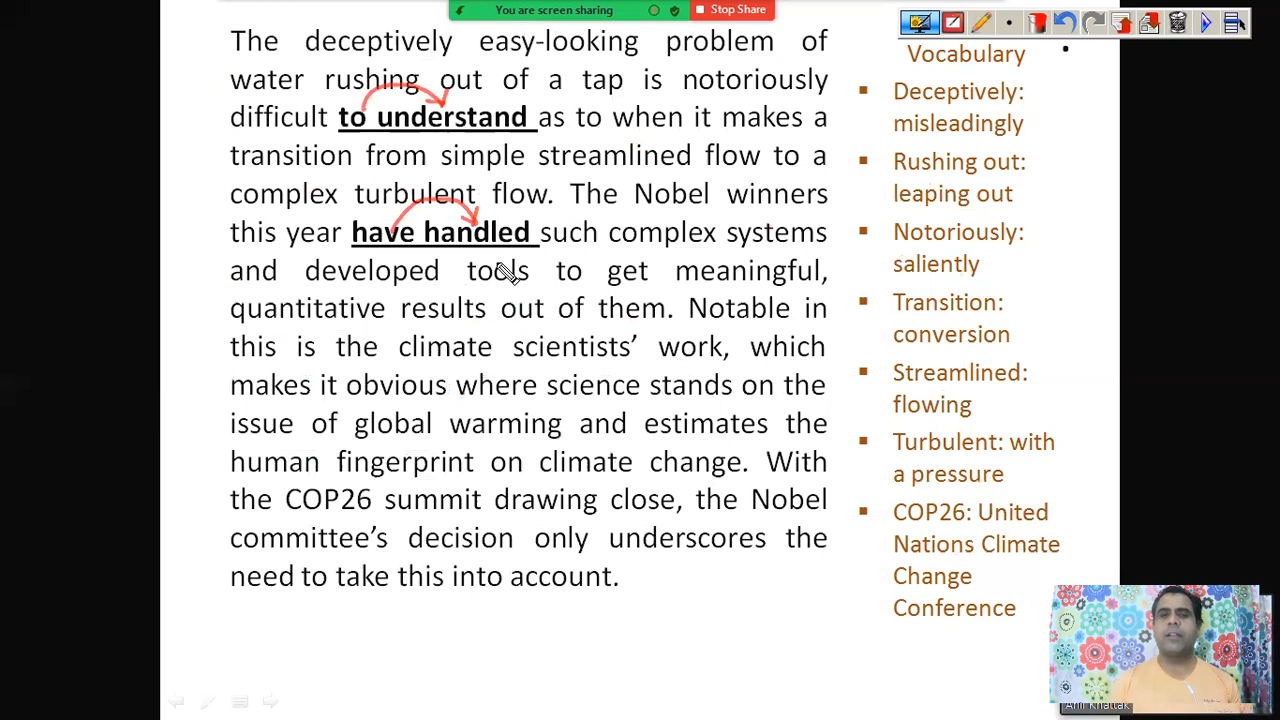 You are screen sharing
Stop Share
The deceptively easy-looking problem of
water rushing out of a tap is notoriously
difficult to understand as to when it makes a
transition from simple streamlined flow to a
complex turbulent flow. The Nobel winners
this year have handled such complex systems
and developed tools to get meaningful,
quantitative results out of them. Notable in
this is the climate scientists’ work, which
makes it obvious where science stands on the
issue of global warming and estimates the
human fingerprint on climate change. With
the COP26 summit drawing close, the Nobel
committee’s decision only underscores the
need to take this into account.
Vocabulary
▪ Deceptively:
misleadingly
▪ Rushing out:
leaping out
▪ Notoriously:
saliently
▪ Transition:
conversion
▪ Streamlined:
flowing
▪ Turbulent: with
a pressure
▪ COP26: United
Nations Climate
Change
Conference